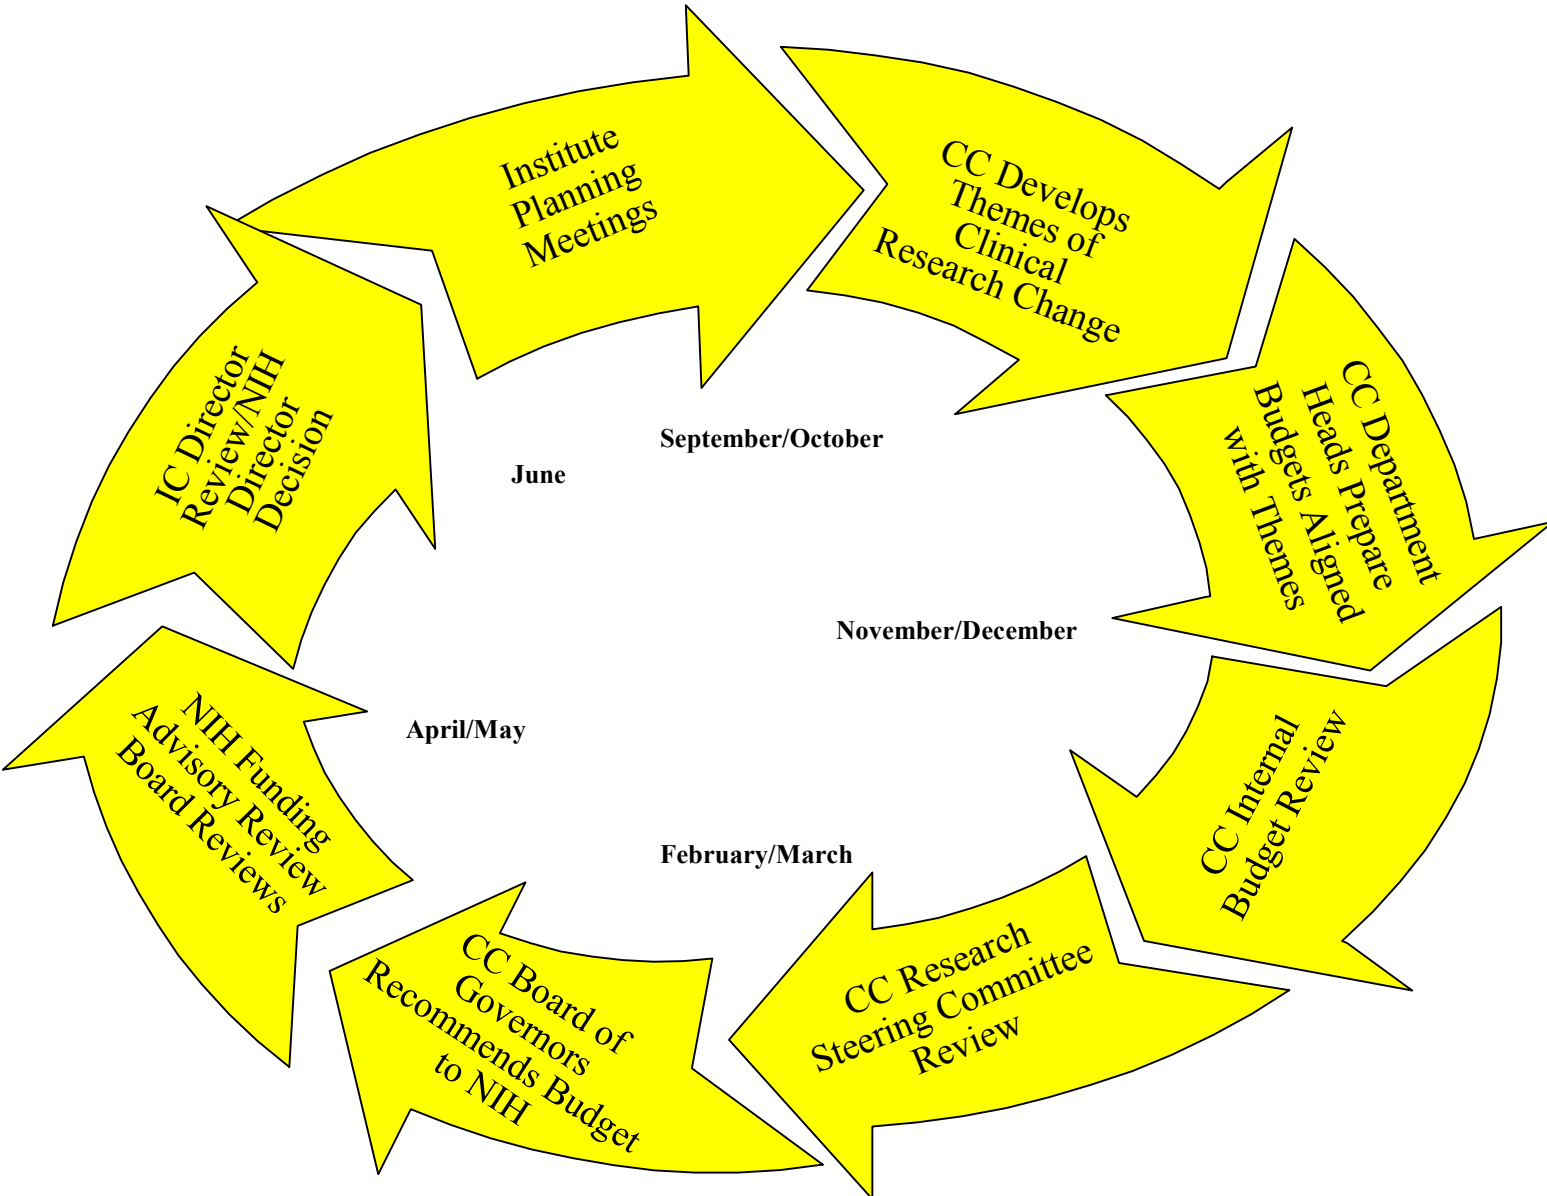 Institute
Planning
Meetings
CC Develops
Themes of
Clinical
Research Change
CC Department
Heads Prepare
Budgets Aligned
with Themes
CC Internal
Budget Review
CC Research
Steering Committee
Review
CC Board of
Governors
Recommends Budget
to NIH
NIH Funding
Advisory Review
Board Reviews
IC Director
Review/NIH
Director
Decision
September/October
November/December
February/March
April/May
June